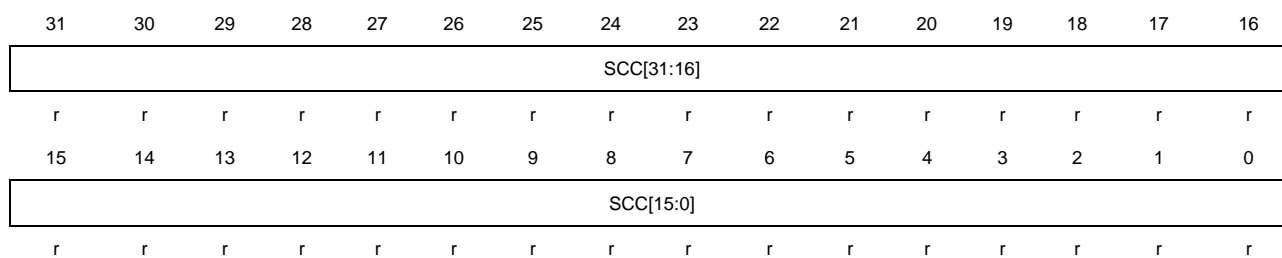 31 30 29 28 27 26 25 24 23 22 21 20 19 18 17 16
SCC[31:16]
r r r r r r r r r r r r r r r r
15 14 13 12 11 10 9 8 7 6 5 4 3 2 1 0
SCC[15:0]
r r r r r r r r r r r r r r r r